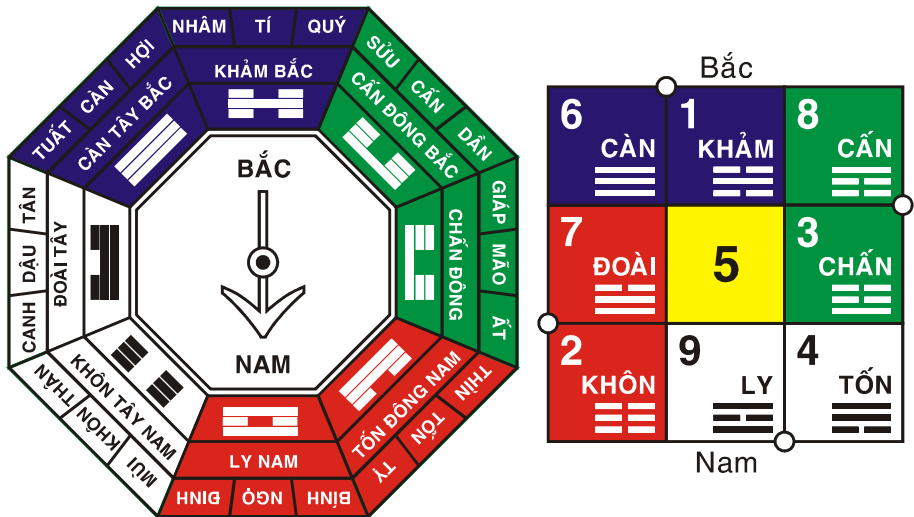 NHÂM TÍ QUÝ
KHẢM BẮC
SỬU CẤN DẦN
CẤN ĐÔNG BẮC
GIÁP MÃO ẤT
CHẤN ĐÔNG
THÌN TỐN TỴ
TỐN ĐÔNG NAM
BÍNH NGỌ ĐINH
LY NAM
MÙI KHÔN THÂN
KHÔN TÂY NAM
CANH DẬU TÂN
ĐOÀI TÂY
TUẤT CÀN HỢI
CÀN TÂY BẮC
BẮC
NAM
Bắc
6 1 8
CÀN KHẢM CẤN
7 5 3
ĐOÀI CHẤN
2 9 4
KHÔN LY TỐN
Nam